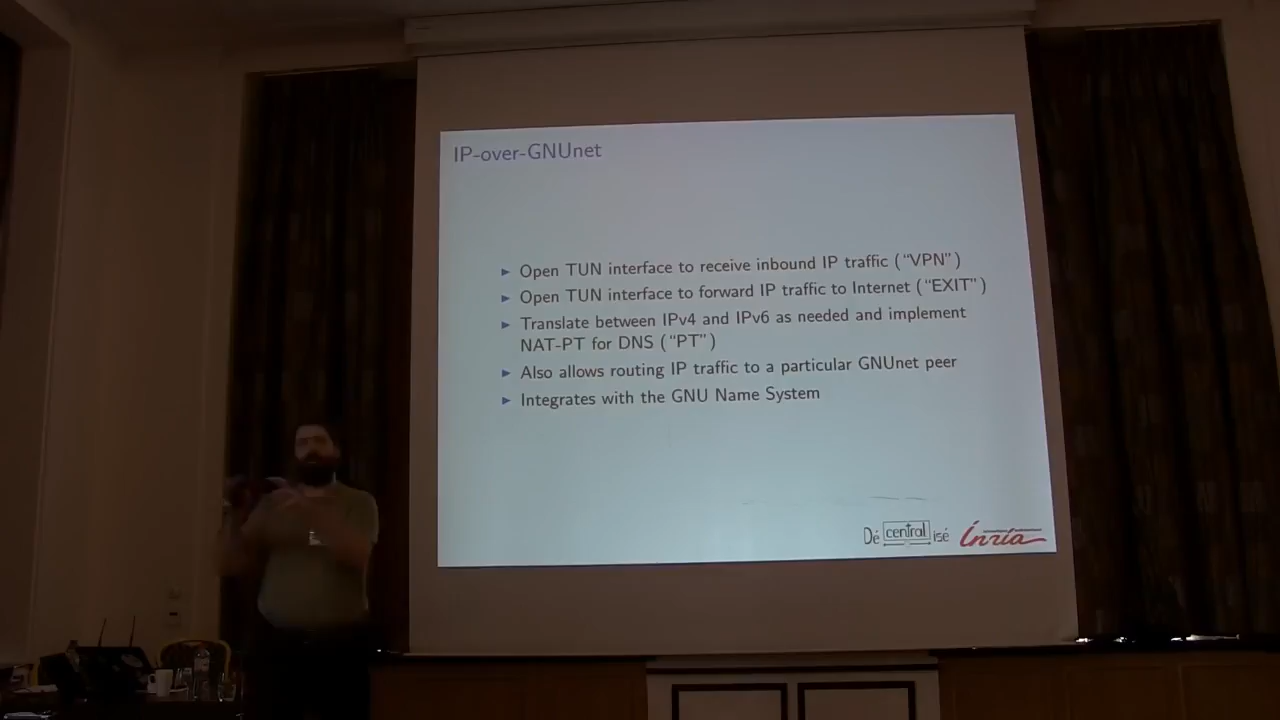 IP-over-GNUnet
▶ Open TUN interface to receive inbound IP traffic (“VPN”)
▶ Open TUN interface to forward IP traffic to Internet (“EXIT”)
▶ Translate between IPv4 and IPv6 as needed and implement
NAT-PT for DNS (“PT”)
▶ Also allows routing IP traffic to a particular GNUnet peer
▶ Integrates with the GNU Name System
Dé central isé Inria